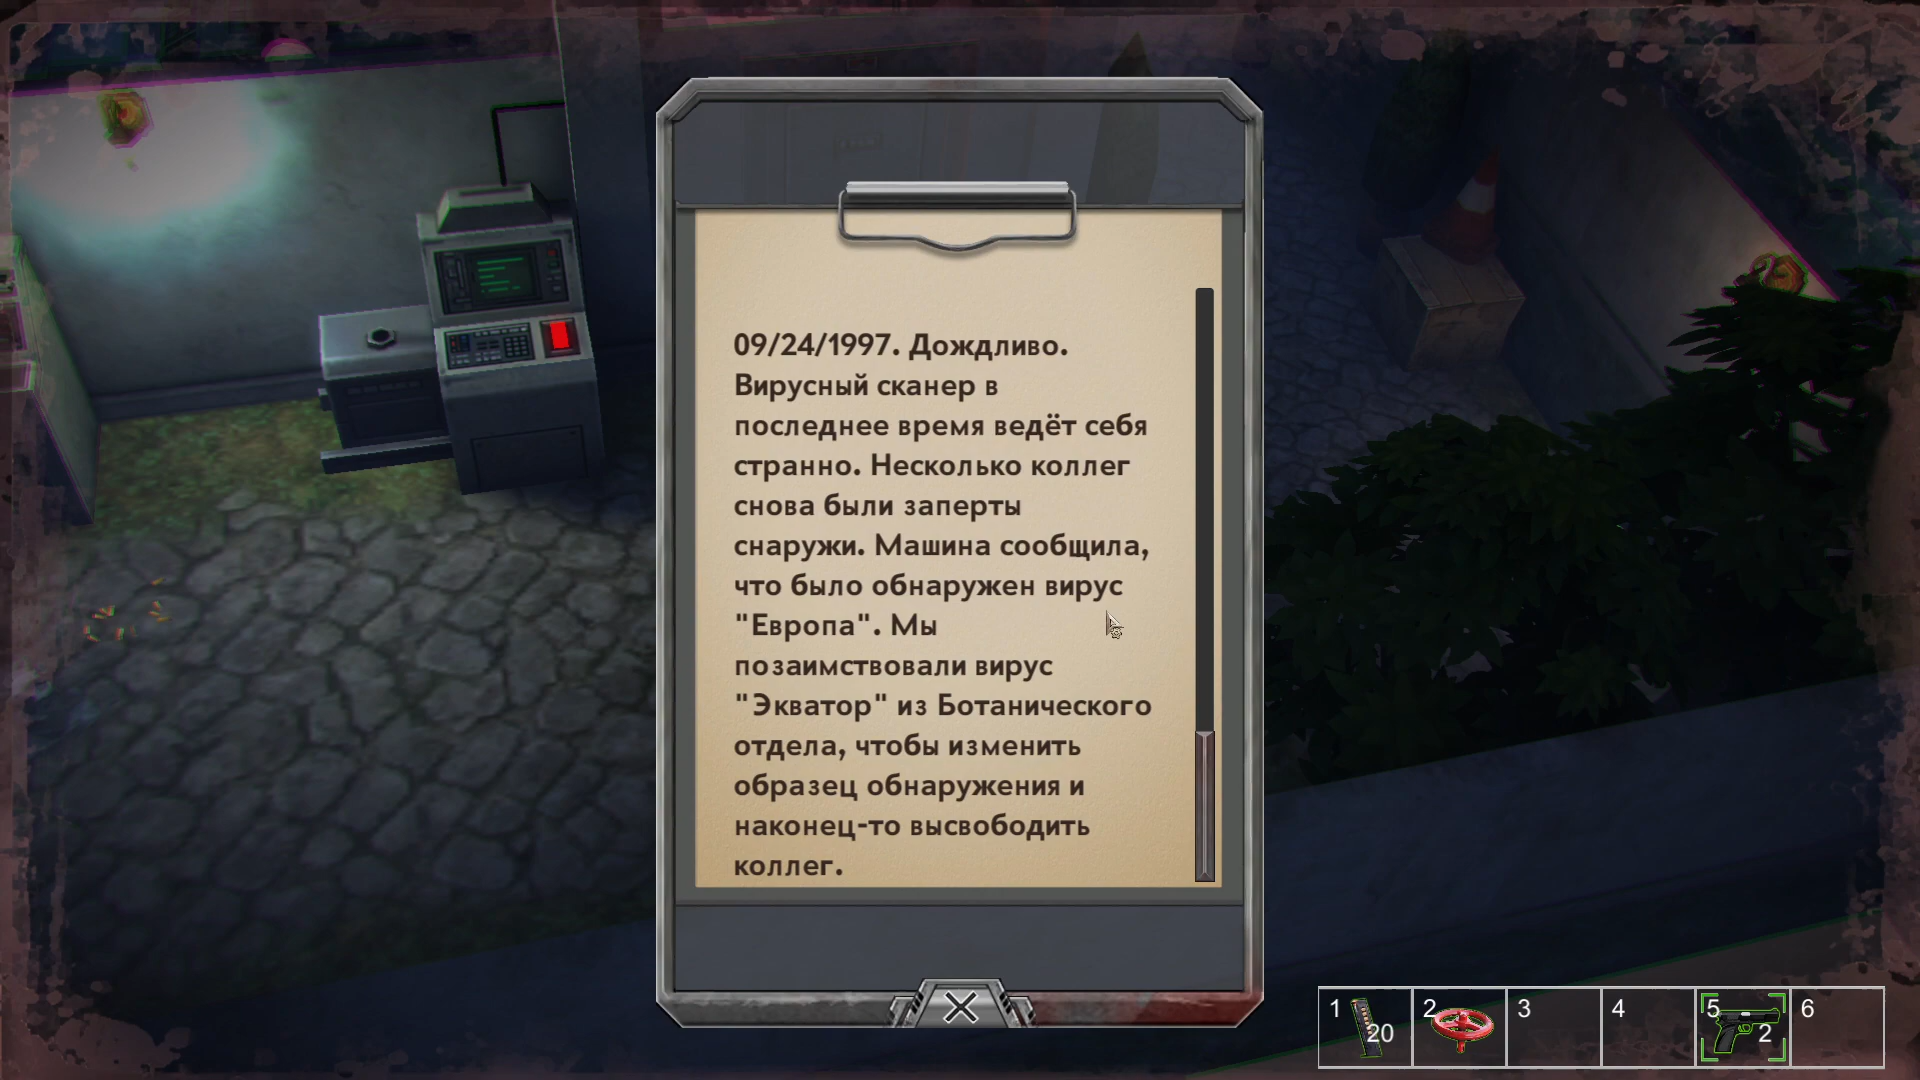 09/24/1997. Дождливо.
Вирусный сканер в
последнее время ведёт себя
странно. Несколько коллег
снова были заперты
снаружи. Машина сообщила,
что было обнаружен вирус
"Европа". Мы
позаимствовали вирус
"Экватор" из Ботанического
отдела, чтобы изменить
образец обнаружения и
наконец-то высвободить
коллег.
1 20 2 3 4 5 2 6